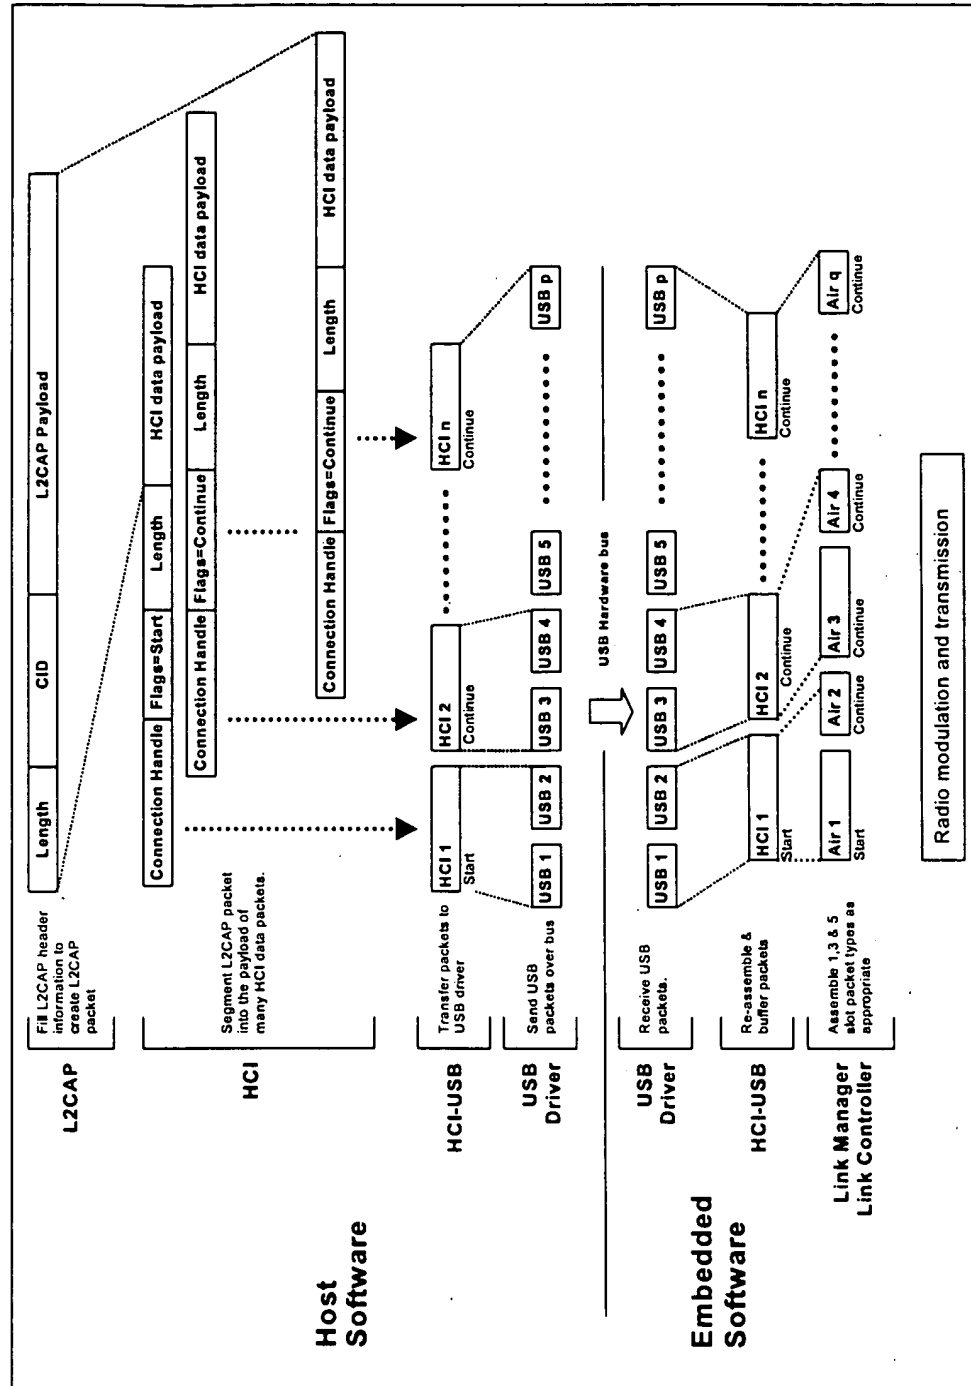 Host
Software
L2CAP
Fill L2CAP header
information to
create L2CAP
packet
Length
CID
L2CAP Payload
HCI
Segment L2CAP packet
into the payload of
many HCI data packets.
Connection Handle
Flags=Start
Length
HCI data payload
Connection Handle
Flags=Continue
Length
HCI data payload
Connection Handle
Flags=Continue
Length
HCI data payload
HCI-USB
Transfer packets to
USB driver
HCI 1
Start
HCI 2
Continue
HCI n
Continue
USB
Driver
Send USB
packets over bus
USB 1
USB 2
USB 3
USB 4
USB 5
USB p
USB Hardware bus
Embedded
Software
USB
Driver
Receive USB
packets.
USB 1
USB 2
USB 3
USB 4
USB 5
USB p
HCI-USB
Re-assemble &
buffer packets
HCI 1
Start
HCI 2
Continue
HCI n
Continue
Link Manager
Link Controller
Assemble 1,3 & 5
slot packet types as
appropriate
Air 1
Start
Air 2
Continue
Air 3
Continue
Air 4
Continue
Air q
Continue
Radio modulation and transmission